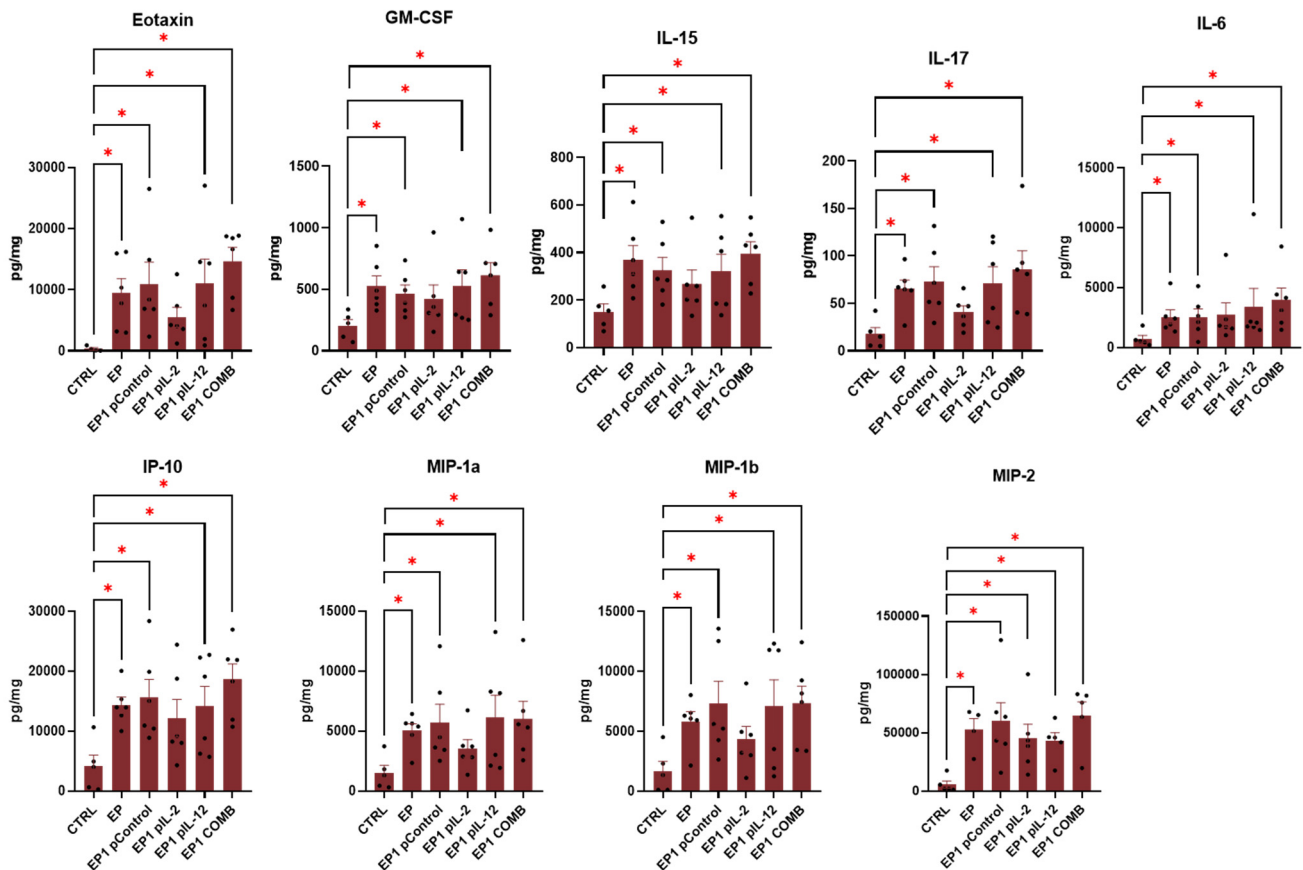 Eotaxin
*
*
*
*
pg/mg
30000
20000
10000
0
CTRL
EP
EP1 pControl
EP1 pIL-2
EP1 pIL-12
EP1 COMB
GM-CSF
*
*
*
*
pg/mg
1500
1000
500
0
CTRL
EP
EP1 pControl
EP1 pIL-2
EP1 pIL-12
EP1 COMB
IL-15
*
*
*
*
pg/mg
800
600
400
200
0
CTRL
EP
EP1 pControl
EP1 pIL-2
EP1 pIL-12
EP1 COMB
IL-17
*
*
*
*
pg/mg
200
150
100
50
0
CTRL
EP
EP1 pControl
EP1 pIL-2
EP1 pIL-12
EP1 COMB
IL-6
*
*
*
*
pg/mg
15000
10000
5000
0
CTRL
EP
EP1 pControl
EP1 pIL-2
EP1 pIL-12
EP1 COMB
IP-10
*
*
*
*
pg/mg
30000
20000
10000
0
CTRL
EP
EP1 pControl
EP1 pIL-2
EP1 pIL-12
EP1 COMB
MIP-1a
*
*
*
*
pg/mg
15000
10000
5000
0
CTRL
EP
EP1 pControl
EP1 pIL-2
EP1 pIL-12
EP1 COMB
MIP-1b
*
*
*
*
pg/mg
15000
10000
5000
0
CTRL
EP
EP1 pControl
EP1 pIL-2
EP1 pIL-12
EP1 COMB
MIP-2
*
*
*
*
*
pg/mg
150000
100000
50000
0
CTRL
EP
EP1 pControl
EP1 pIL-2
EP1 pIL-12
EP1 COMB